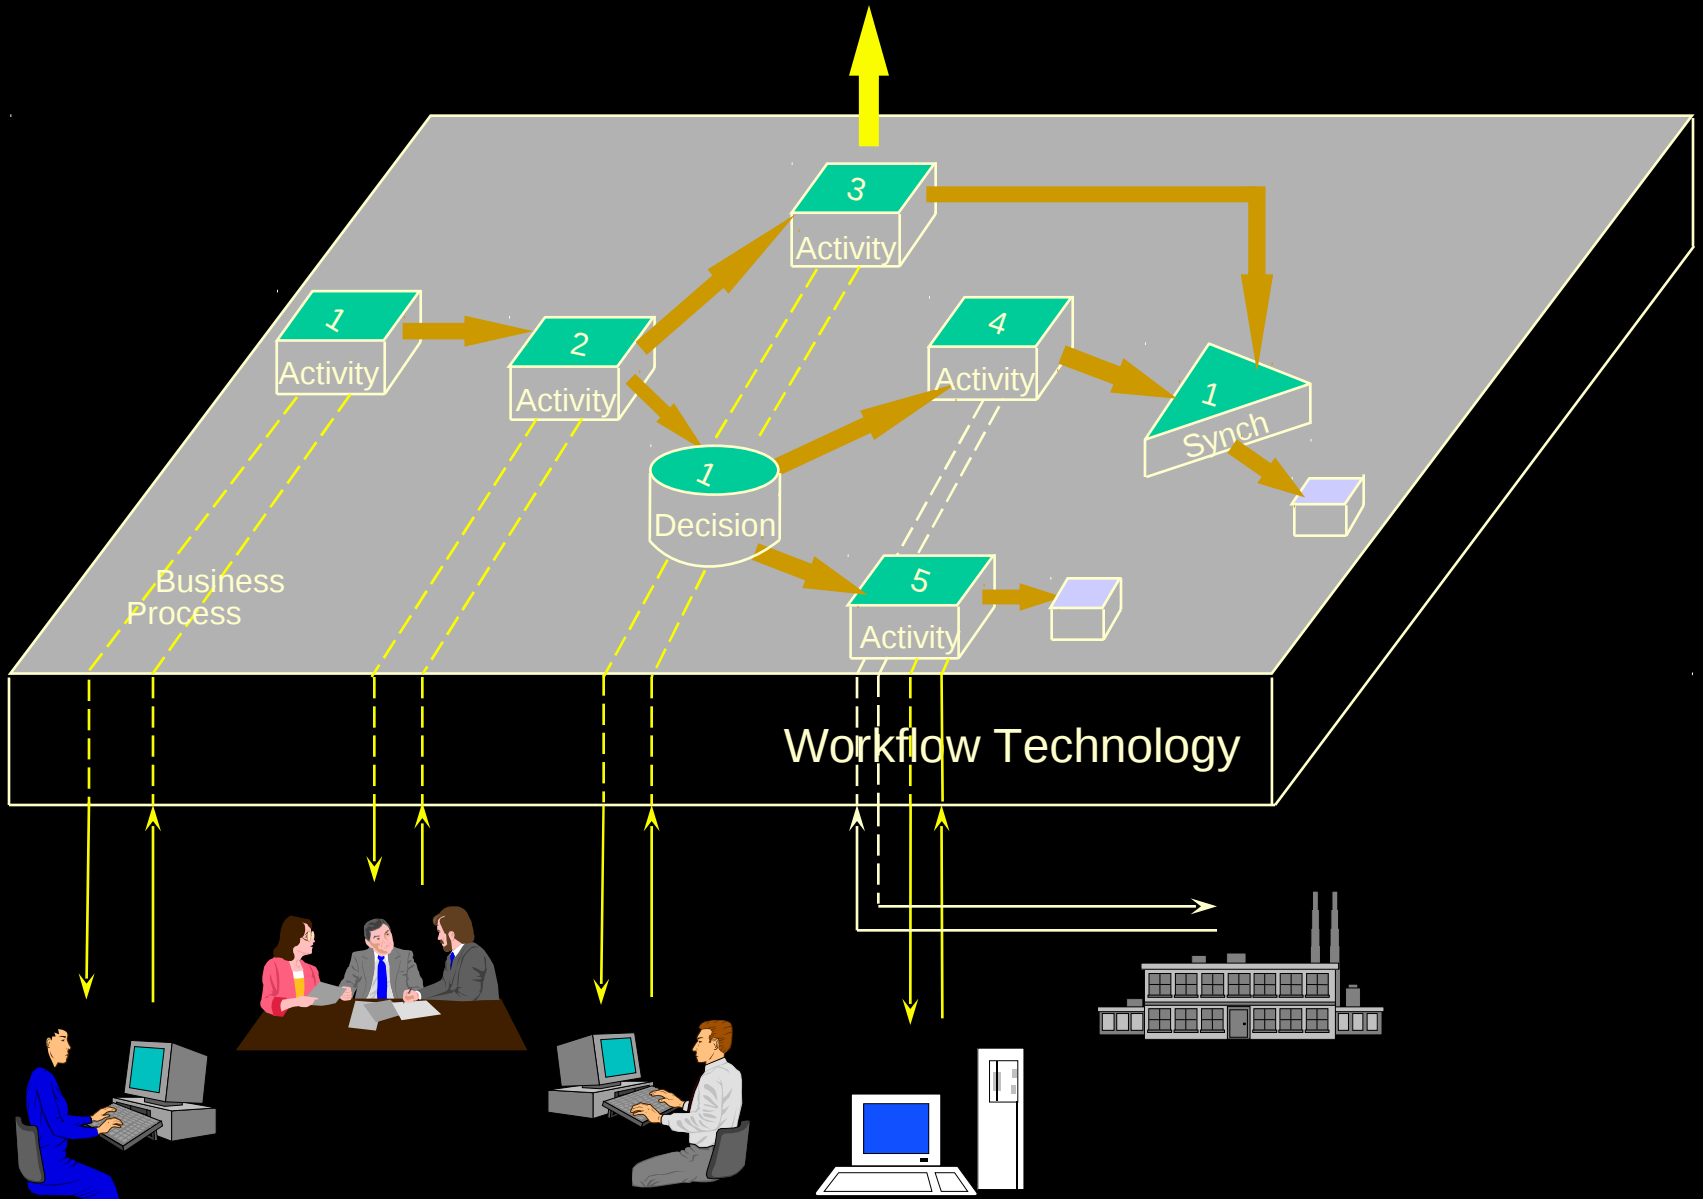 3
Activity
1
Activity
2
Activity
4
Activity
1
Synch
1
Decision
5
Activity
Business
Process
Workflow Technology